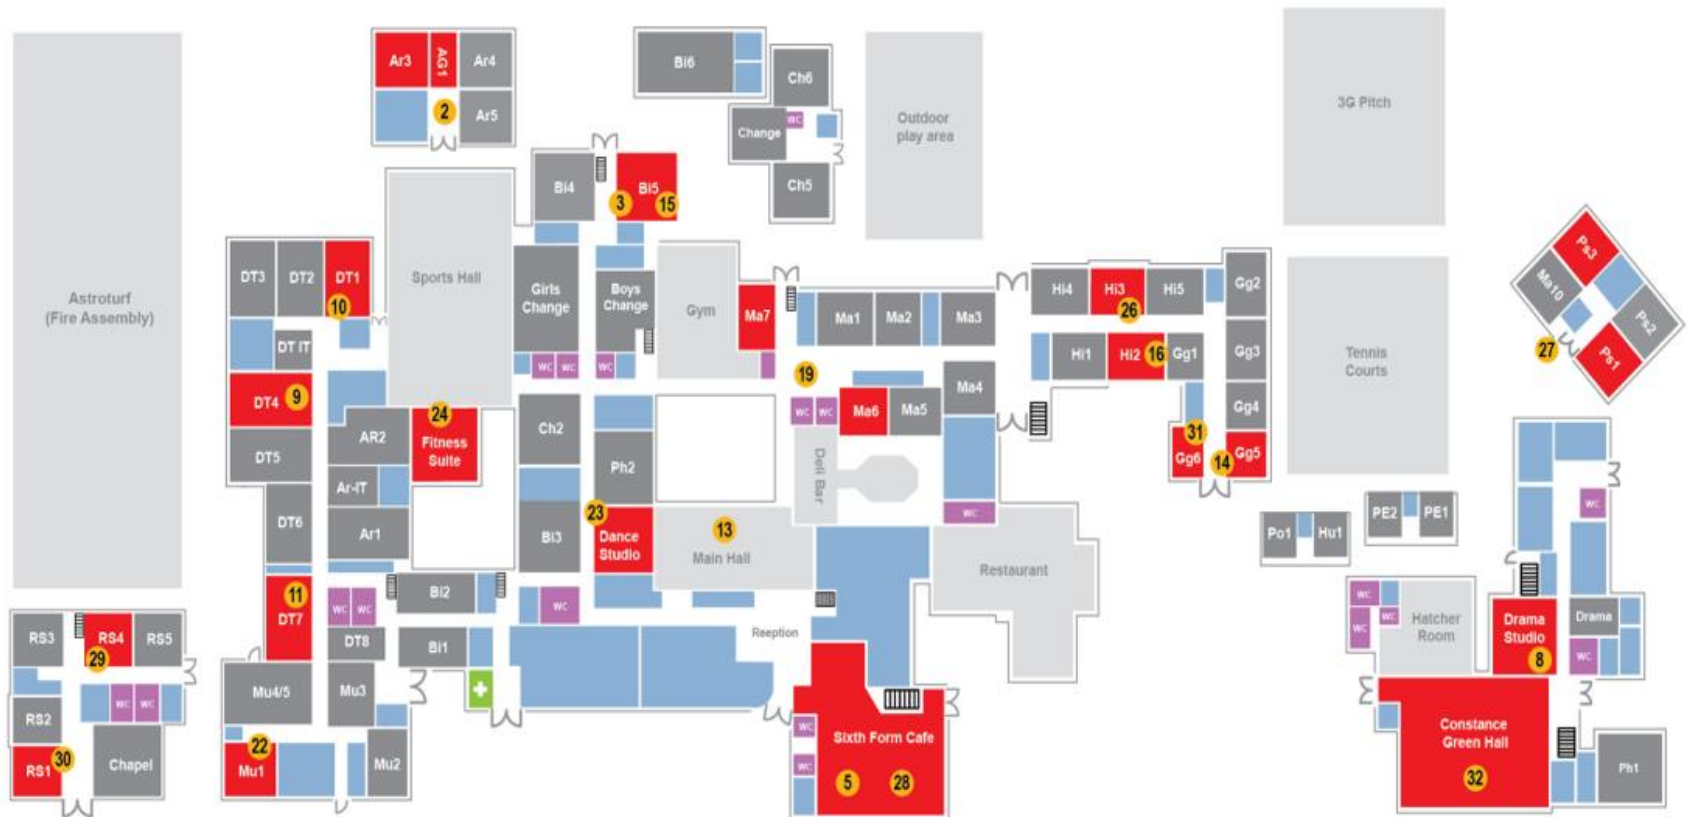 Astroturf
(Fire Assembly)
Ar3
AG1
Ar4
2
Ar5
Bi6
Ch6
WC
Change
Ch5
Outdoor
play area
3G Pitch
Bi4
Bi5
3
15
Sports Hall
DT3
DT2
DT1
10
DT IT
DT4
9
DT5
DT6
11
DT7
Girls
Change
Boys
Change
WC
WC
WC
Gym
Ma7
Ma1
Ma2
Ma3
19
Ma4
WC
WC
Ma6
Ma5
Deli Bar
Hi4
Hi3
26
Hi5
Gg2
Hi1
Hi2
16
Gg1
Gg3
Gg4
31
Gg6
14
Gg5
Tennis
Courts
Ps3
Ma10
Ps2
27
Ps1
24
Fitness
Suite
AR2
Ar-IT
Ar1
Ch2
Ph2
23
Bi3
Dance
Studio
13
Main Hall
WC
Restaurant
Po1
Hu1
PE2
PE1
WC
Bi2
WC
WC
WC
DT8
Bi1
Reeption
Mu4/5
Mu3
22
Mu1
Mu2
RS3
RS4
29
RS5
WC
WC
RS2
RS1
30
Chapel
WC
WC
Sixth Form Cafe
5
28
WC
WC
WC
Hatcher
Room
Drama
Studio
8
Drama
WC
Constance
Green Hall
32
Ph1